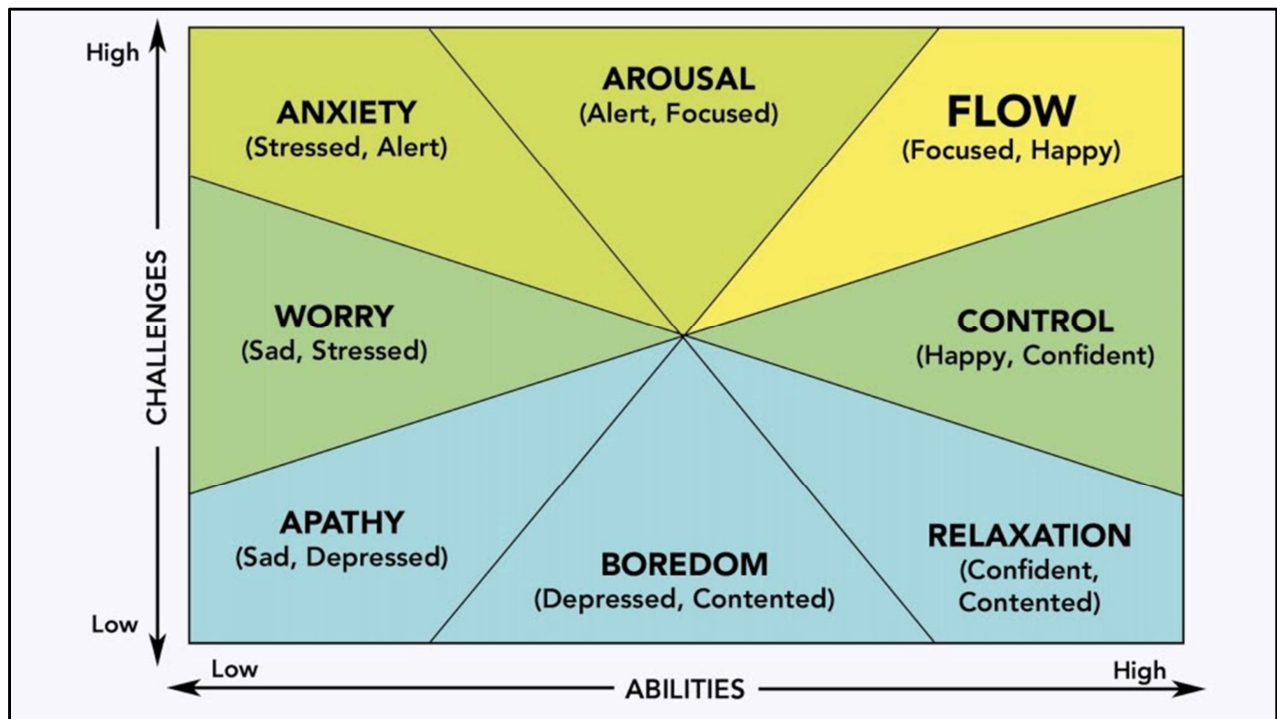 High
ANXIETY
(Stressed, Alert)
AROUSAL
(Alert, Focused)
FLOW
(Focused, Happy)
CHALLENGES
WORRY
(Sad, Stressed)
CONTROL
(Happy, Confident)
APATHY
(Sad, Depressed)
BOREDOM
(Depressed, Contented)
RELAXATION
(Confident,
Contented)
Low
Low
ABILITIES
High